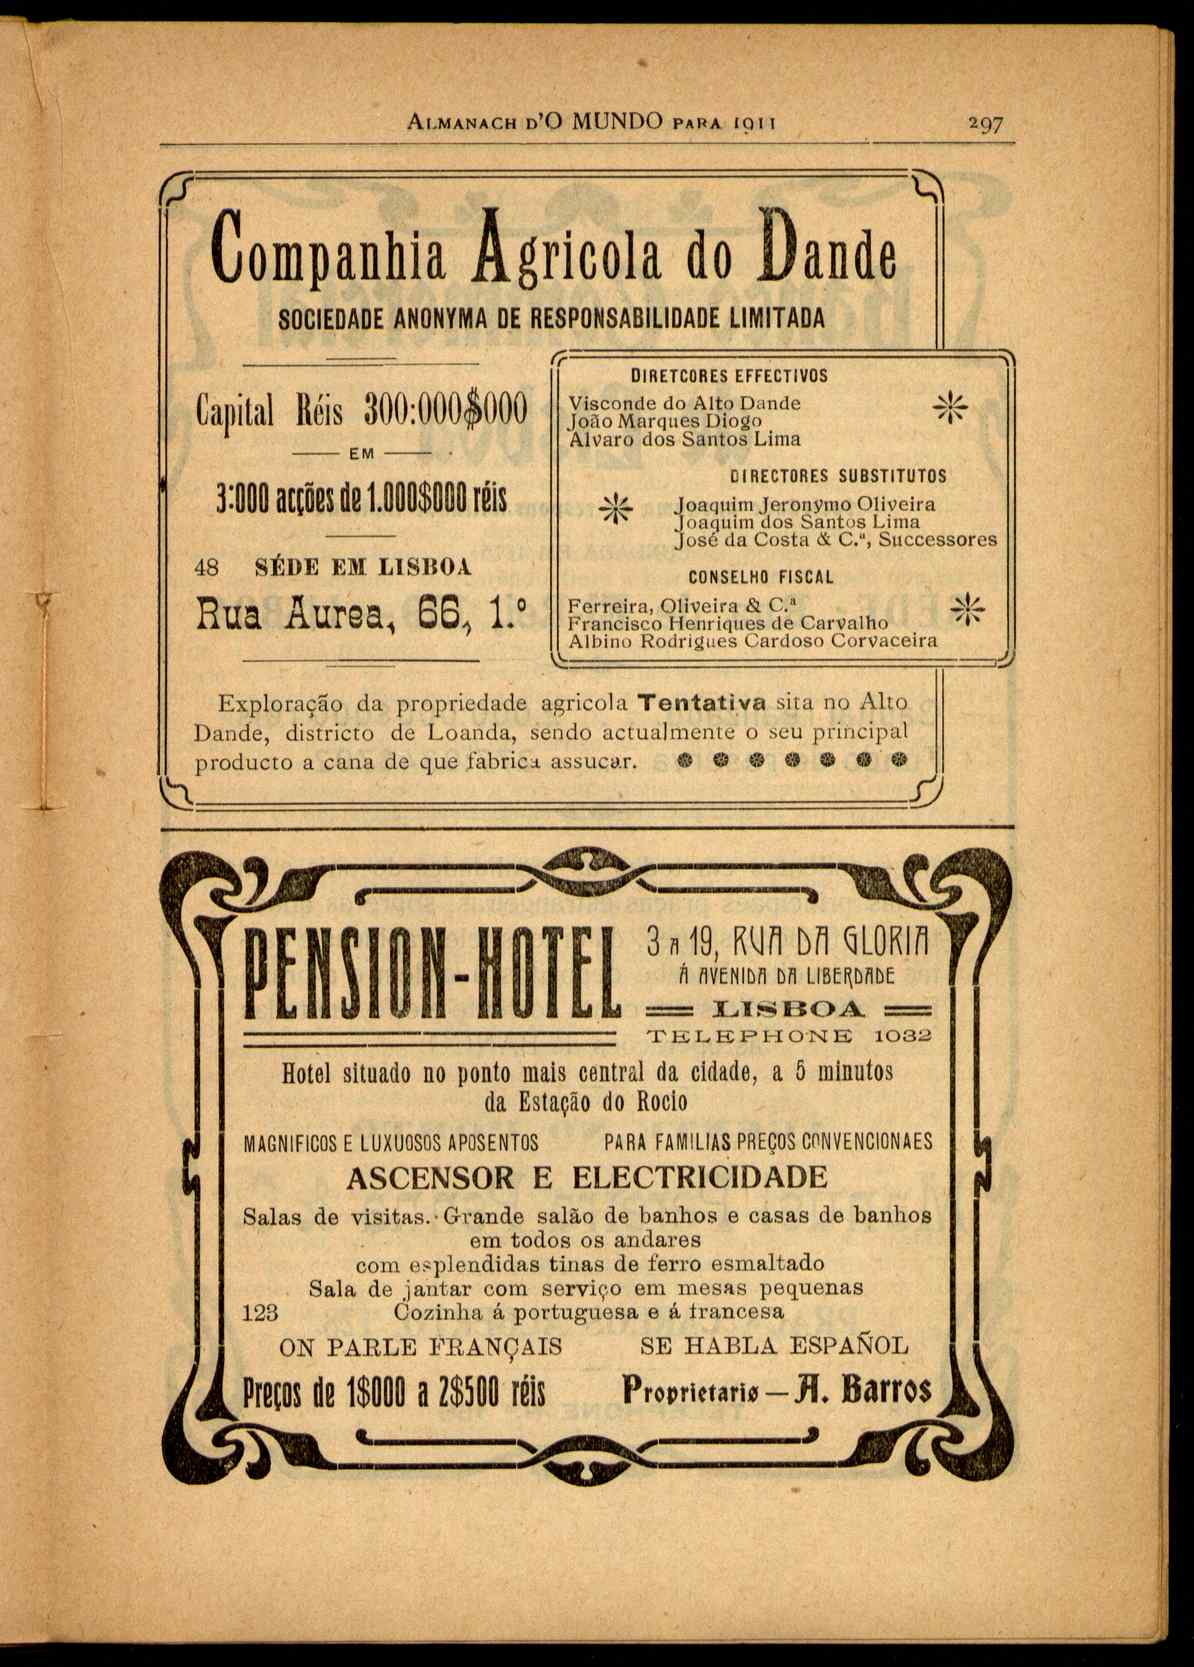 ALMANACH D'O MUNDO PARA 1911 297
Companhia Agricola do Dande
SOCIEDADE ANONYMA DE RESPONSABILIDADE LIMITADA
Capital Réis 300:000$000
EM
3:000 acções de 1.000$000 réis
48 SÉDE EM LISBOA
Rua Aurea, 66, 1.º
DIRETCORES EFFECTIVOS
Visconde do Alto Dande
João Marques Diogo
Alvaro dos Santos Lima
DIRECTORES SUBSTITUTOS
Joaquim Jeronymo Oliveira
Joaquim dos Santos Lima
José da Costa & C.ª, Successores
CONSELHO FISCAL
Ferreira, Oliveira & C.ª
Francisco Henriques de Carvalho
Albino Rodrigues Cardoso Corvaceira
Exploração da propriedade agricola Tentativa sita no Alto
Dande, districto de Loanda, sendo actualmente o seu principal
producto a cana de que fabrica assucar.
PENSION-HOTEL
3 A 19, RUA DA GLORIA
Á AVENIDA DA LIBERDADE
LISBOA
TELEPHONE 1032
Hotel situado no ponto mais central da cidade, a 5 minutos
da Estação do Rocio
MAGNIFICOS E LUXUOSOS APOSENTOS PARA FAMILIAS PREÇOS CONVENCIONAES
ASCENSOR E ELECTRICIDADE
Salas de visitas. Grande salão de banhos e casas de banhos
em todos os andares
com esplendidas tinas de ferro esmaltado
Sala de jantar com serviço em mesas pequenas
123 Cozinha á portuguesa e á francesa
ON PARLE FRANÇAIS SE HABLA ESPAÑOL
Preços de 1$000 a 2$500 réis Proprietario — A. Barros